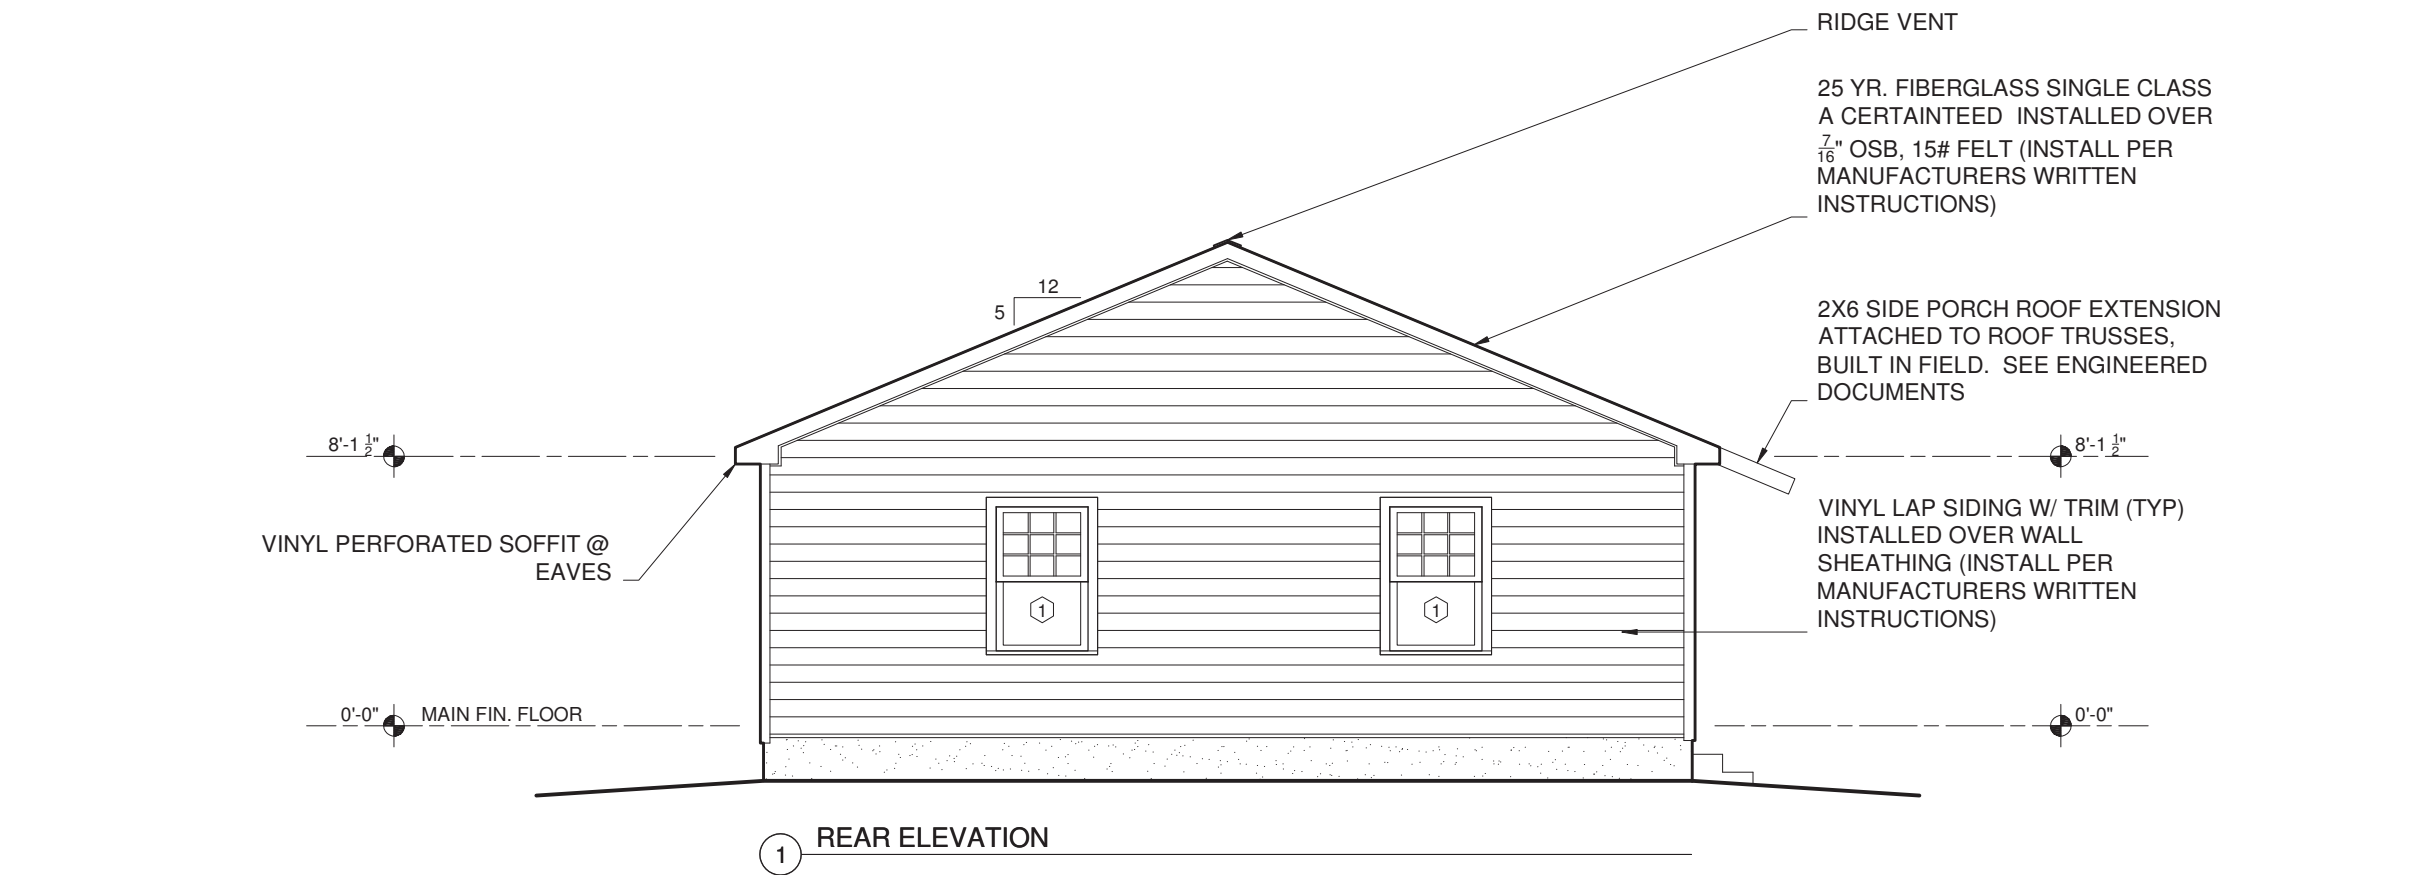 RIDGE VENT
25 YR. FIBERGLASS SINGLE CLASS
A CERTAINTEED  INSTALLED OVER
7/16" OSB, 15# FELT (INSTALL PER
MANUFACTURERS WRITTEN
INSTRUCTIONS)
12
5
2X6 SIDE PORCH ROOF EXTENSION
ATTACHED TO ROOF TRUSSES,
BUILT IN FIELD.  SEE ENGINEERED
DOCUMENTS
8'-1 1/2"
8'-1 1/2"
VINYL PERFORATED SOFFIT @
EAVES
VINYL LAP SIDING W/ TRIM (TYP)
INSTALLED OVER WALL
SHEATHING (INSTALL PER
MANUFACTURERS WRITTEN
INSTRUCTIONS)
1
1
0'-0"
MAIN FIN. FLOOR
0'-0"
1
REAR ELEVATION